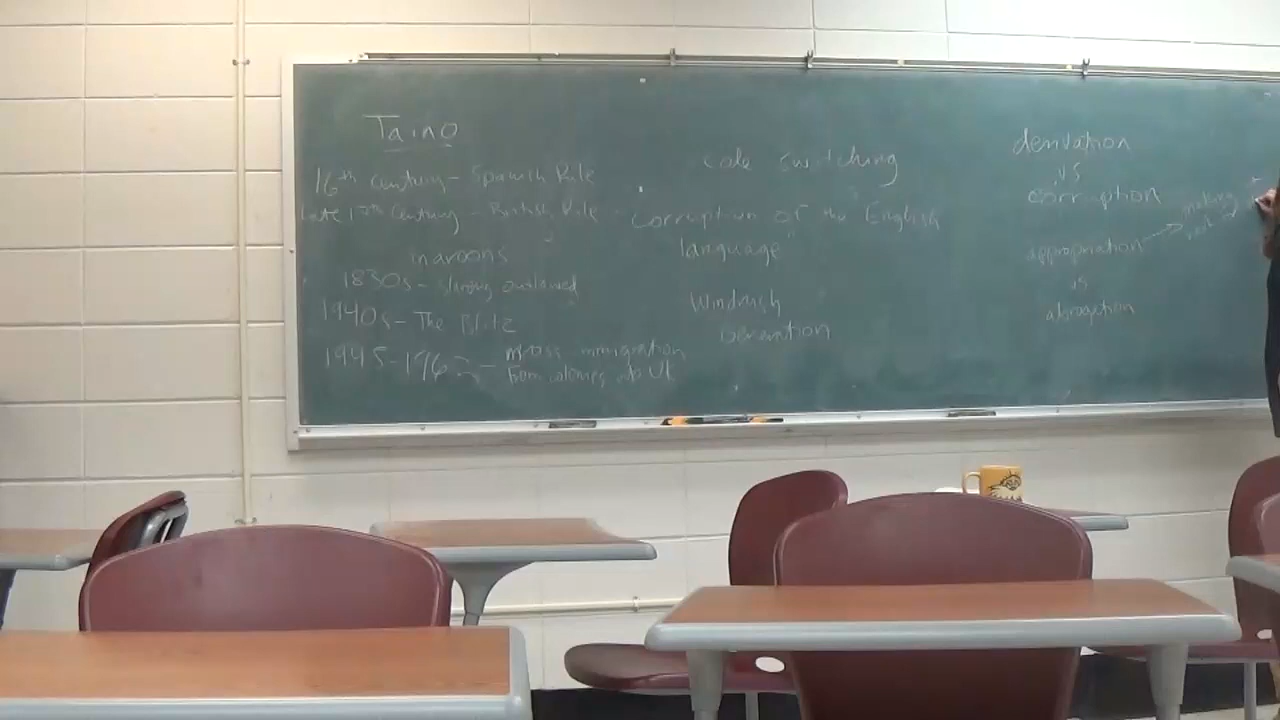 Taino
16th century - Spanish Rule
Late 17th Century - British Rule -
maroons
1830s - slavery outlawed
1940s - The Blitz
1945-1962 - mass immigration
from colonies to UK
code switching
"corruption of the English
language"
Windrush
Generation
derivation
vs
corruption
appropriation → making
vs
abrogation